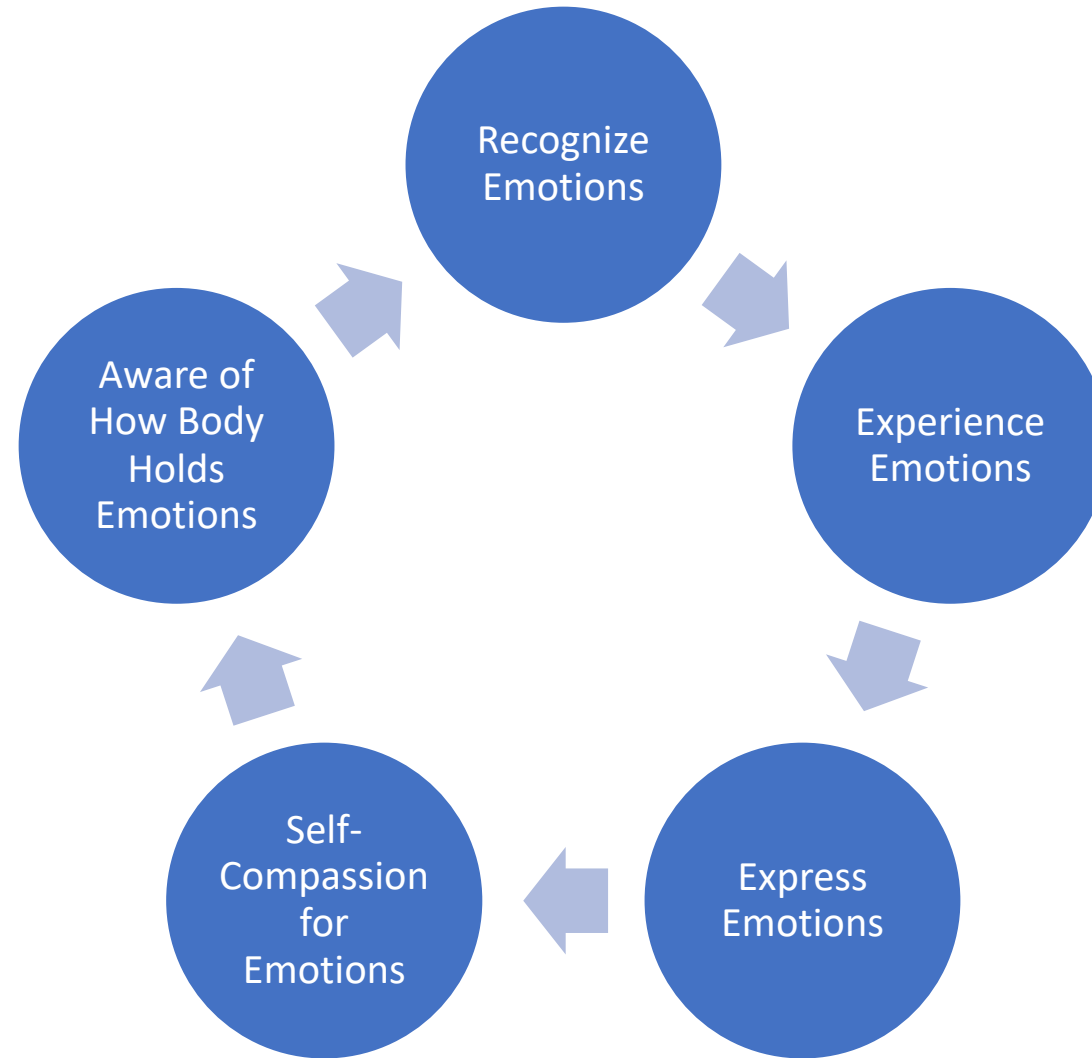 Recognize
Emotions
Experience
Emotions
Express
Emotions
Self-
Compassion
for
Emotions
Aware of
How Body
Holds
Emotions